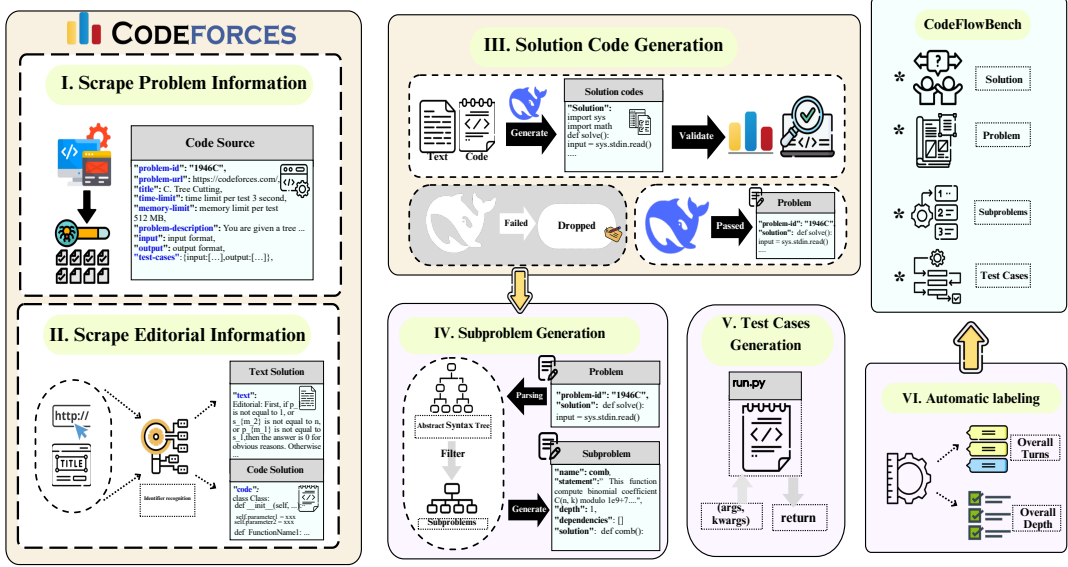 CODEFORCES
I. Scrape Problem Information
Code Source
"problem-id": "1946C",
"problem-url": https://codeforces.com/,
"title": C. Tree Cutting,
"time-limit": time limit per test 3 second,
"memory-limit": memory limit per test
512 MB,
"problem-description": You are given a tree ...
"input": input format,
"output": output format,
"test-cases":{input:[…],output:[…]},
II. Scrape Editorial Information
http://
TITLE
Identifier recognition
Text Solution
"text":
Editorial: First, if p_
is not equal to 1, or
s_{m_2} is not equal to n,
or p_{m_1} is not equal to
s_1,then the answer is 0 for
obvious reasons. Otherwise
...
Code Solution
"code":
class Class:
def __init__(self, ...
self.parameter1 = xxx
self.parameter2 = xxx
def FunctionName1: ...
III. Solution Code Generation
Text
Code
Generate
Solution codes
"Solution":
import sys
import math
def solve():
input = sys.stdin.read()
....
Validate
Failed
Dropped
Passed
Problem
"problem-id": "1946C",
"solution": def solve():
input = sys.stdin.read()
....
IV. Subproblem Generation
Abstract Syntax Tree
Filter
Subproblems
Parsing
Generate
Problem
"problem-id": "1946C",
"solution": def solve():
input = sys.stdin.read()
Subproblem
"name": comb,
"statement":" This function
compute binomial coefficient
C(n, k) modulo 1e9+7....",
"depth": 1,
"dependencies": []
"solution": def comb():
V. Test Cases
Generation
run.py
</>
(args,
kwargs)
return
CodeFlowBench
* Solution
* Problem
* Subproblems
* Test Cases
VI. Automatic labeling
Overall
Turns
Overall
Depth